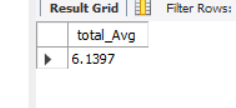 Result Grid Filter Rows:
total_Avg
6.1397